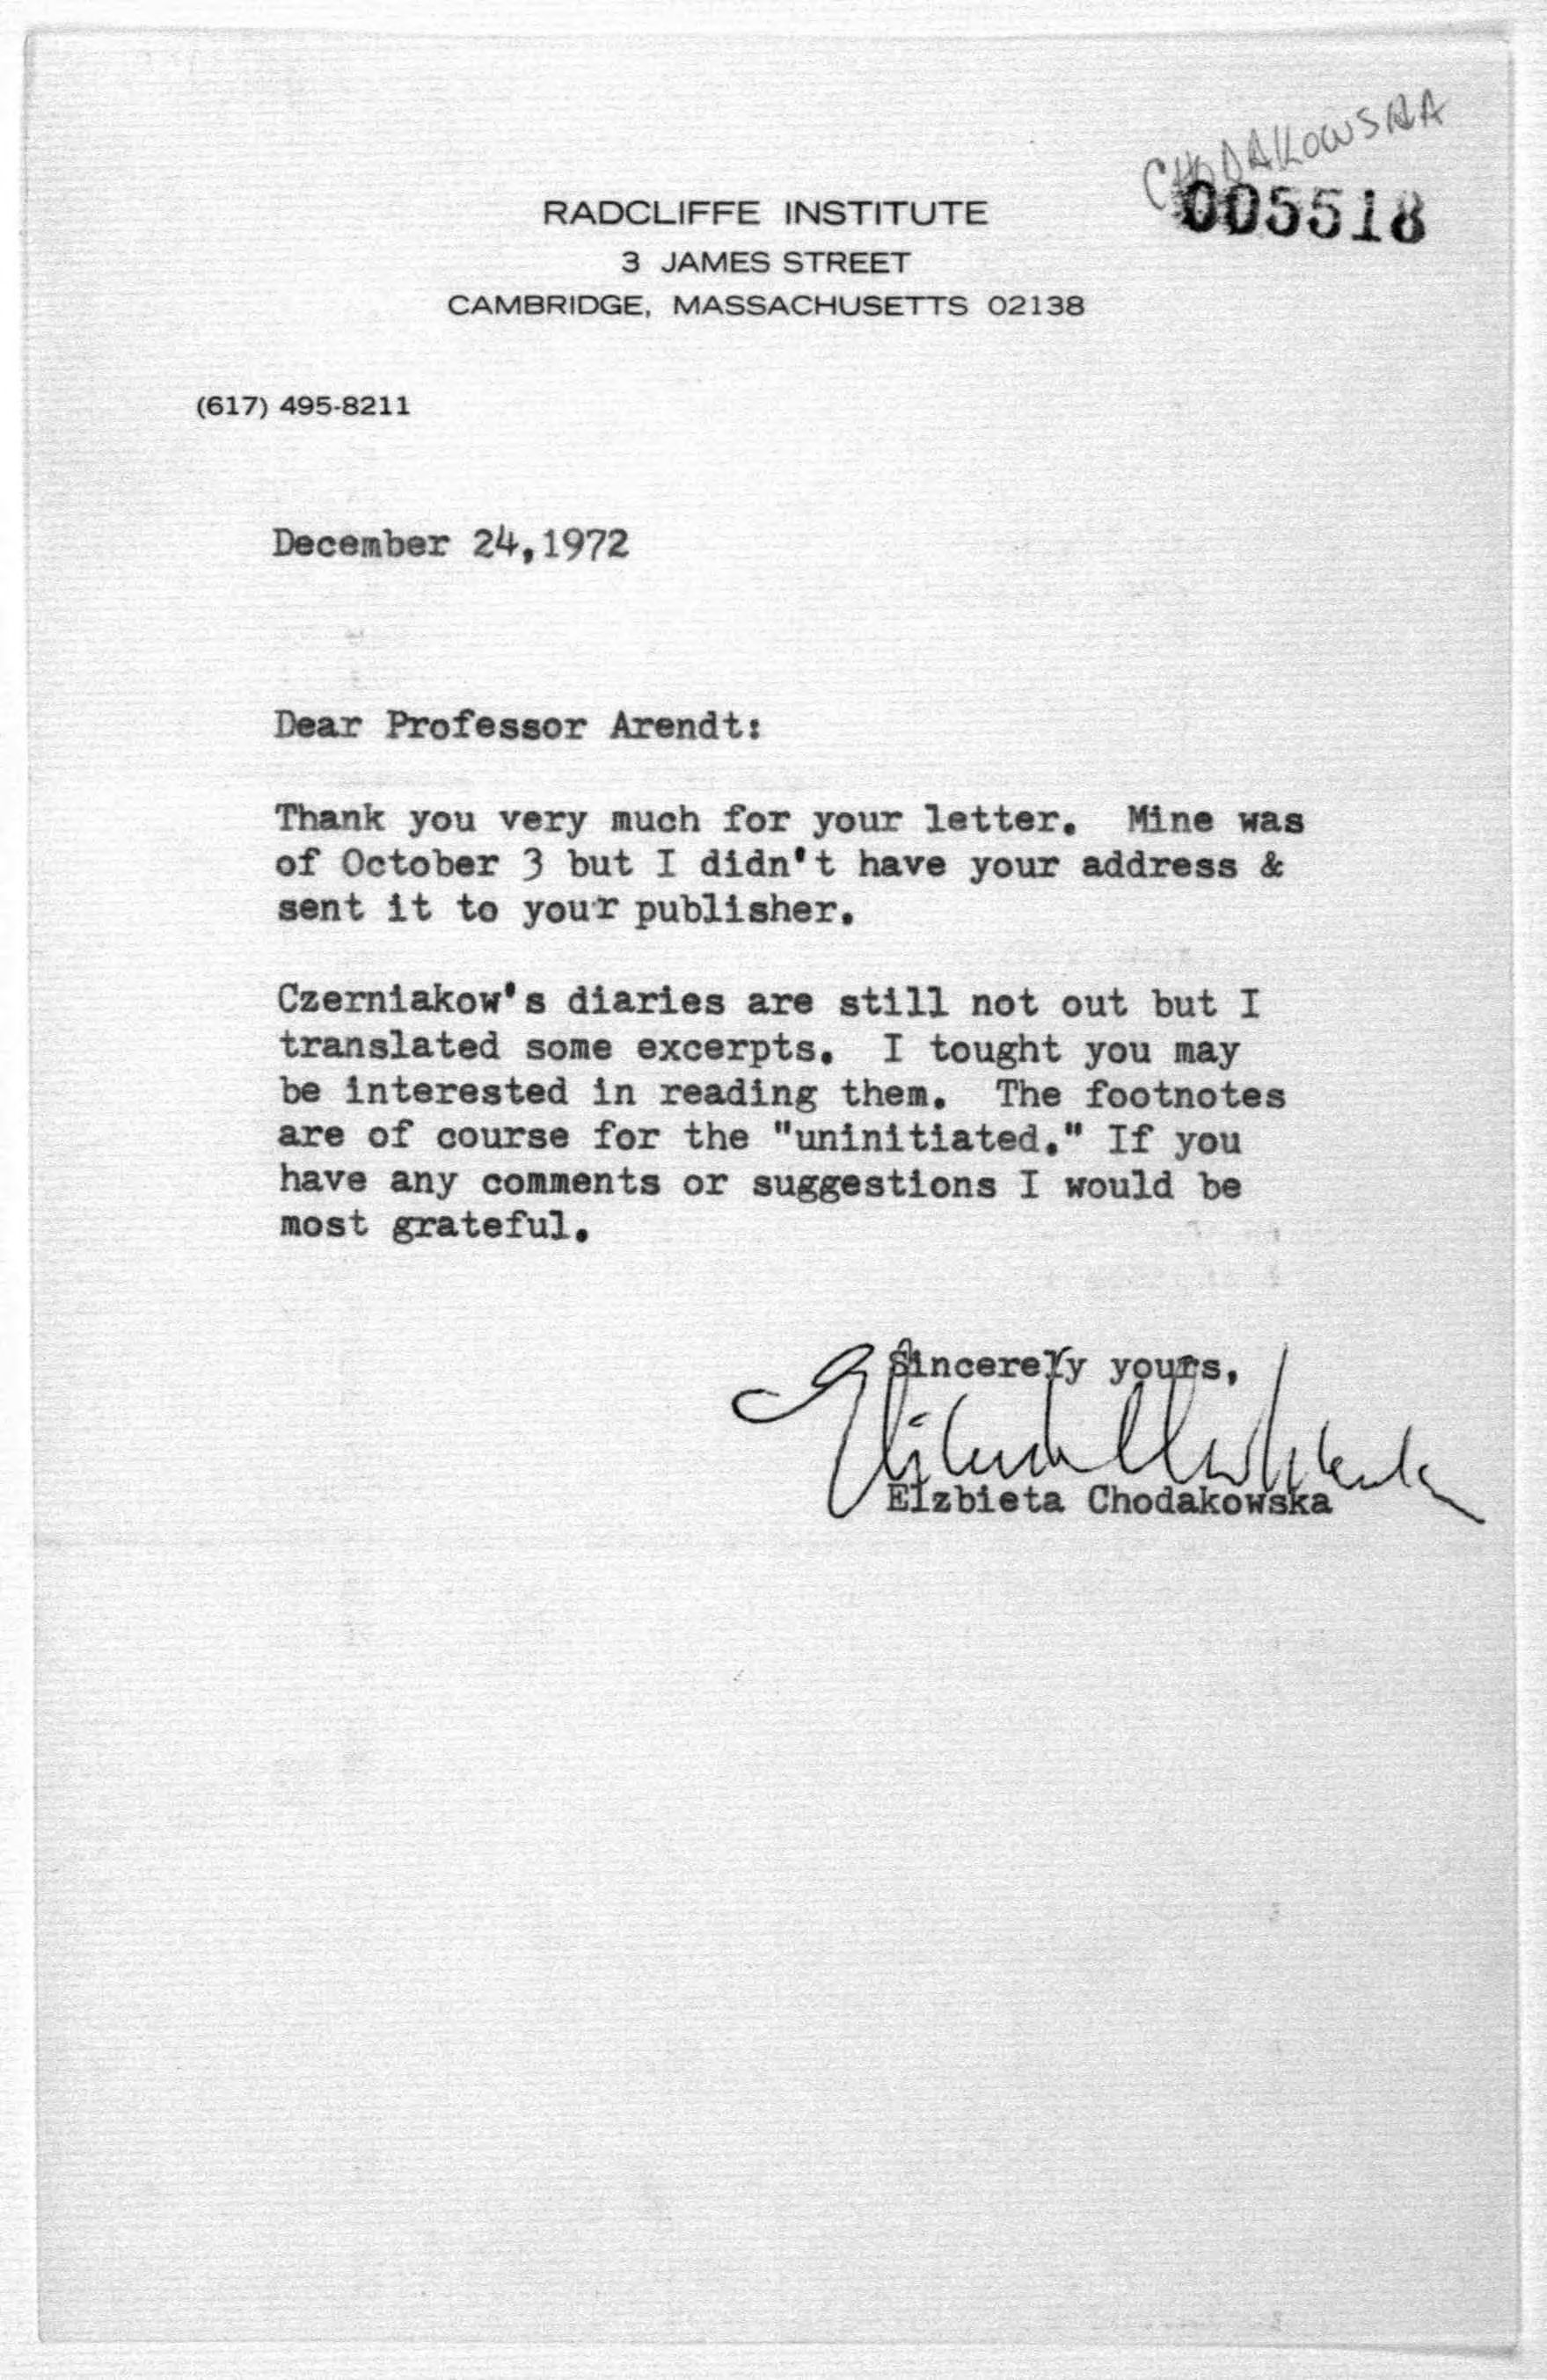 CHODAKOWSKA
005518
RADCLIFFE INSTITUTE
3 JAMES STREET
CAMBRIDGE, MASSACHUSETTS 02138
(617) 495-8211
December 24,1972
Dear Professor Arendt:
Thank you very much for your letter. Mine was
of October 3 but I didn't have your address &
sent it to your publisher.
Czerniakow's diaries are still not out but I
translated some excerpts. I tought you may
be interested in reading them. The footnotes
are of course for the "uninitiated." If you
have any comments or suggestions I would be
most grateful.
Sincerely yours,
Elzbieta Chodakowska
Elzbieta Chodakowska